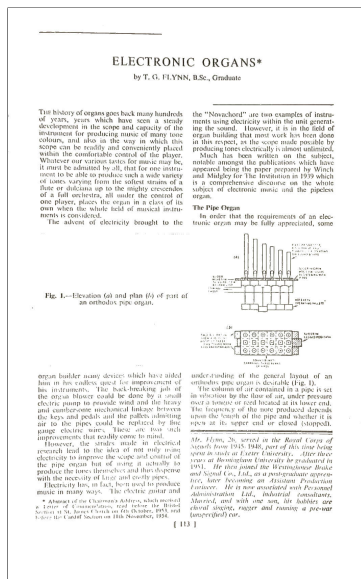 ELECTRONIC ORGANS*
by T. G. FLYNN, B.Sc., Graduate
THE history of organs goes back many hundreds
of years, years which have seen a steady
development in the scope and capacity of the
instrument for producing music of many tone
colours, and also in the way in which this
scope can be readily and conveniently placed
within the comfortable control of the player.
Whatever our various tastes for music may be,
it must be admitted by all, that for one instru-
ment to be able to produce such a wide variety
of tones varying from the softest strains of a
flute or dulciana up to the mighty crescendos
of a full orchestra, all under the control of
one player, places the organ in a class of its
own when the whole field of musical instru-
ments is considered.
The advent of electricity brought to the
Fig. 1.—Elevation (a) and plan (b) of part of
an orthodox pipe organ.
organ builder many devices which have aided
him in his endless quest for improvement of
his instruments. The back-breaking job of
the organ blower could be done by a small
electric pump to provide wind and the heavy
and cumber-some mechanical linkage between
the keys and pedals and the pallets admitting
air to the pipes could be replaced by fine
gauge electric wires. These are two such
improvements that readily come to mind.
However, the strides made in electrical
research lead to the idea of not only using
electricity to improve the scope and control of
the pipe organ but of using it actually to
produce the tones themselves and thus dispense
with the necessity of large and costly pipes.
Electricity has, in fact, been used to produce
music in many ways. The electric guitar and
* Abstract of the Chairman's Address, which received
a Letter of Commendation, read before the Bristol
Section at St. James Church on 6th October, 1953, and
before the Cardiff Section on 18th November, 1954.
the "Novachord" are two examples of instru-
ments using electricity within the unit generat-
ing the sound. However, it is in the field of
organ building that most work has been done
in this respect, as the scope made possible by
producing tones electrically is almost unlimited.
Much has been written on the subject,
notable amongst the publications which have
appeared being the paper prepared by Winch
and Midgley for The Institution in 1939 which
is a comprehensive discourse on the whole
subject of electronic music and the pipeless
organ.
The Pipe Organ
In order that the requirements of an elec-
tronic organ may be fully appreciated, some
(a)
(b)
understanding of the general layout of an
orthodox pipe organ is desirable (Fig. 1).
The column of air contained in a pipe is set
in vibration by the flow of air, under pressure
over a tongue or reed located at its lower end.
The frequency of the note produced depends
upon the length of the pipe and whether it is
open at its upper end or closed (stopped).
Mr. Flynn, 26, served in the Royal Corps of
Signals from 1945-1948, part of this time being
spent in study at Exeter University. After three
years at Birmingham University he graduated in
1951. He then joined the Westinghouse Brake
and Signal Co., Ltd., as a post-graduate appren-
tice, later becoming an Assistant Production
Engineer. He is now associated with Personnel
Administration Ltd., industrial consultants.
Married, and with one son, his hobbies are
choral singing, rugger and running a pre-war
(unspecified) car.
[ 113 ]